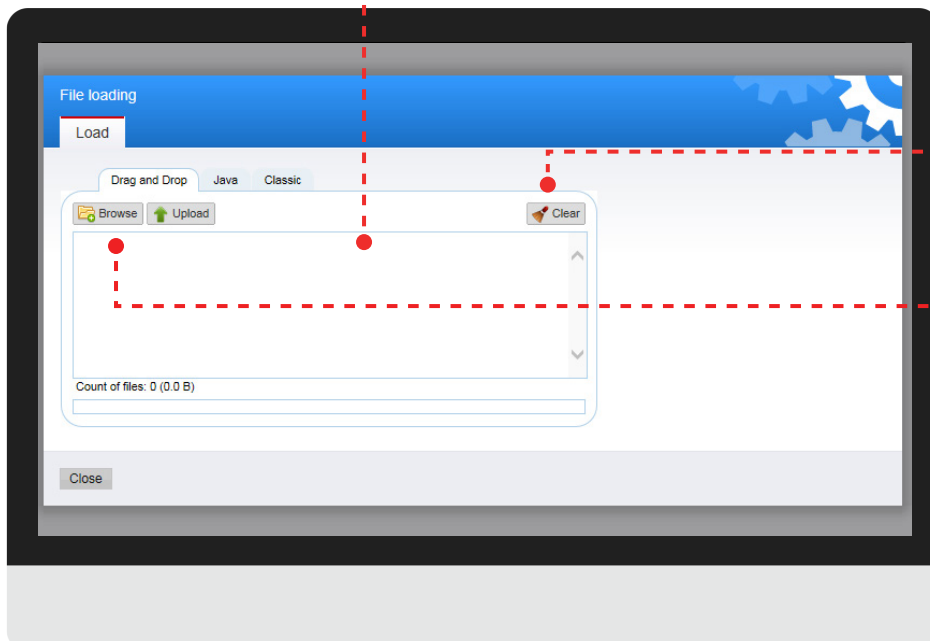 File loading
Load
Drag and Drop Java Classic
Browse Upload Clear
Count of files: 0 (0.0 B)
Close